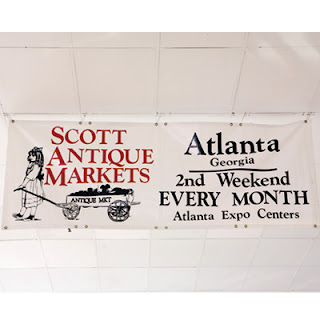 SCOTT
ANTIQUE
MARKETS
ANTIQUE MKT
Atlanta
Georgia
2nd Weekend
EVERY MONTH
Atlanta Expo Centers